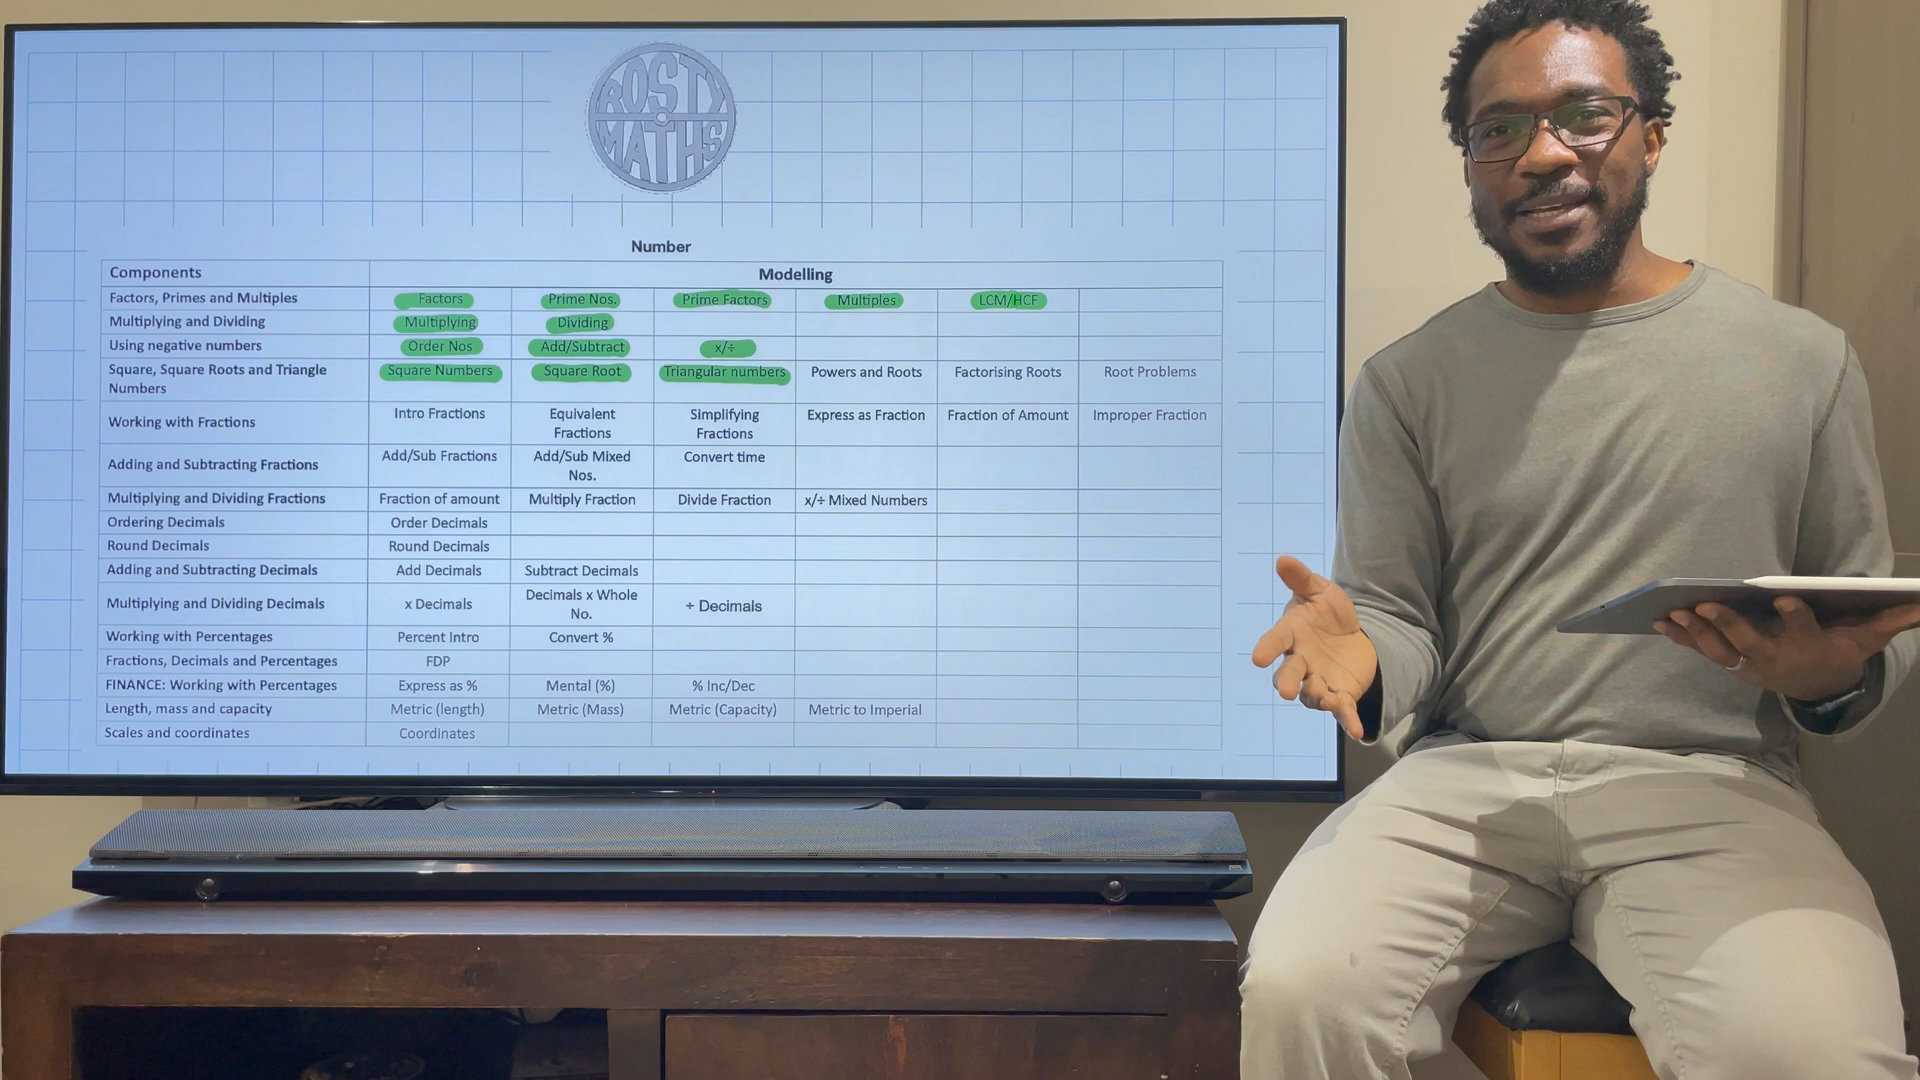 ROSTY
MATHS
Number
Components Modelling
Factors, Primes and Multiples Factors Prime Nos. Prime Factors Multiples LCM/HCF
Multiplying and Dividing Multiplying Dividing
Using negative numbers Order Nos Add/Subtract x/÷
Square, Square Roots and Triangle Numbers Square Numbers Square Root Triangular numbers Powers and Roots Factorising Roots Root Problems
Working with Fractions Intro Fractions Equivalent Fractions Simplifying Fractions Express as Fraction Fraction of Amount Improper Fraction
Adding and Subtracting Fractions Add/Sub Fractions Add/Sub Mixed Nos. Convert time
Multiplying and Dividing Fractions Fraction of amount Multiply Fraction Divide Fraction x/÷ Mixed Numbers
Ordering Decimals Order Decimals
Round Decimals Round Decimals
Adding and Subtracting Decimals Add Decimals Subtract Decimals
Multiplying and Dividing Decimals x Decimals Decimals x Whole No. ÷ Decimals
Working with Percentages Percent Intro Convert %
Fractions, Decimals and Percentages FDP
FINANCE: Working with Percentages Express as % Mental (%) % Inc/Dec
Length, mass and capacity Metric (length) Metric (Mass) Metric (Capacity) Metric to Imperial
Scales and coordinates Coordinates